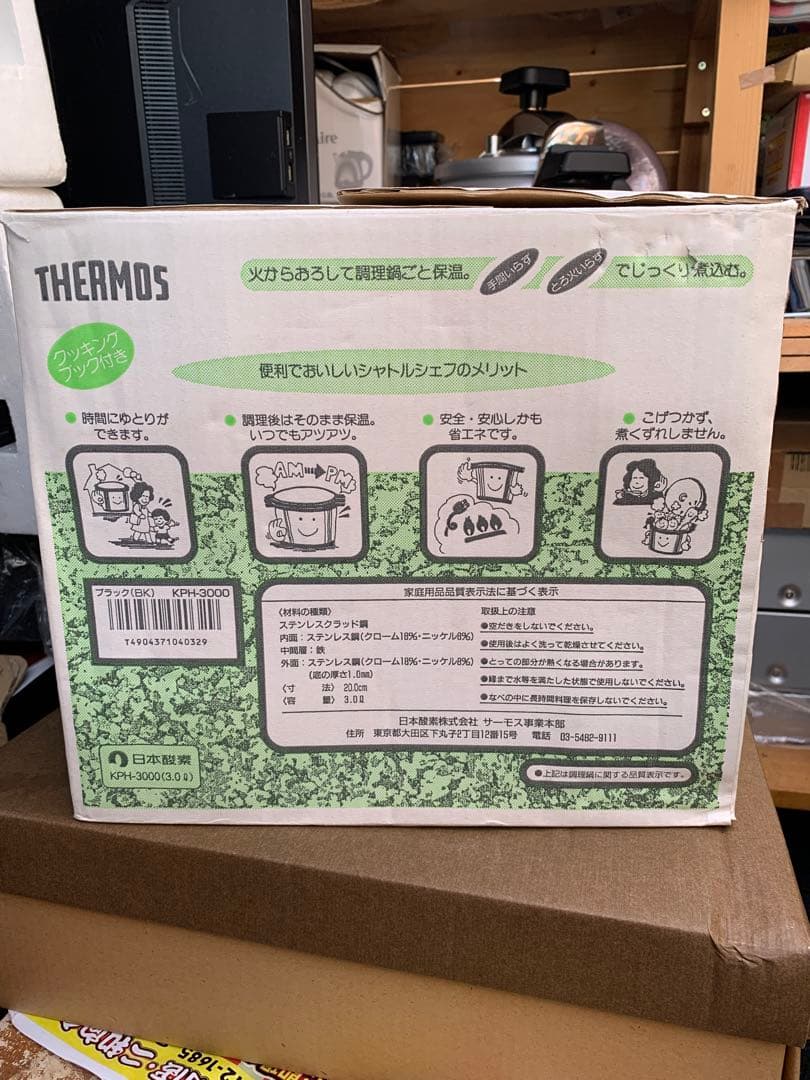 ire
THERMOS
火からおろして調理鍋ごと保温。手間いらず とろ火いらず でじっくり煮込む。
クッキング
ブック付き
便利でおいしいシャトルシェフのメリット
●時間にゆとりが
できます。
●調理後はそのまま保温。
いつでもアツアツ。
●安全・安心しかも
省エネです。
●こげつかず、
煮くずれしません。
AM PM
ブラック(BK) KPH-3000
T4904371040329
家庭用品品質表示法に基づく表示
〈材料の種類〉
ステンレスクラッド鋼
内面：ステンレス鋼(クローム18%・ニッケル8%)
中間層：鉄
外面：ステンレス鋼(クローム18%・ニッケル8%)
(底の厚さ1.0mm)
〈寸 法〉20.0cm
〈容 量〉3.0ℓ
取扱上の注意
●空だきをしないでください。
●使用後はよく洗って乾燥させてください。
●とっての部分が熱くなる場合があります。
●縁まで水等を満たした状態で使用しないでください。
●なべの中に長時間料理を保存しないでください。
日本酸素株式会社 サーモス事業本部
住所 東京都大田区下丸子2丁目12番15号 電話 03-5482-9111
日本酸素
KPH-3000(3.0ℓ)
●上記は調理鍋に関する品質表示です。
2-1685